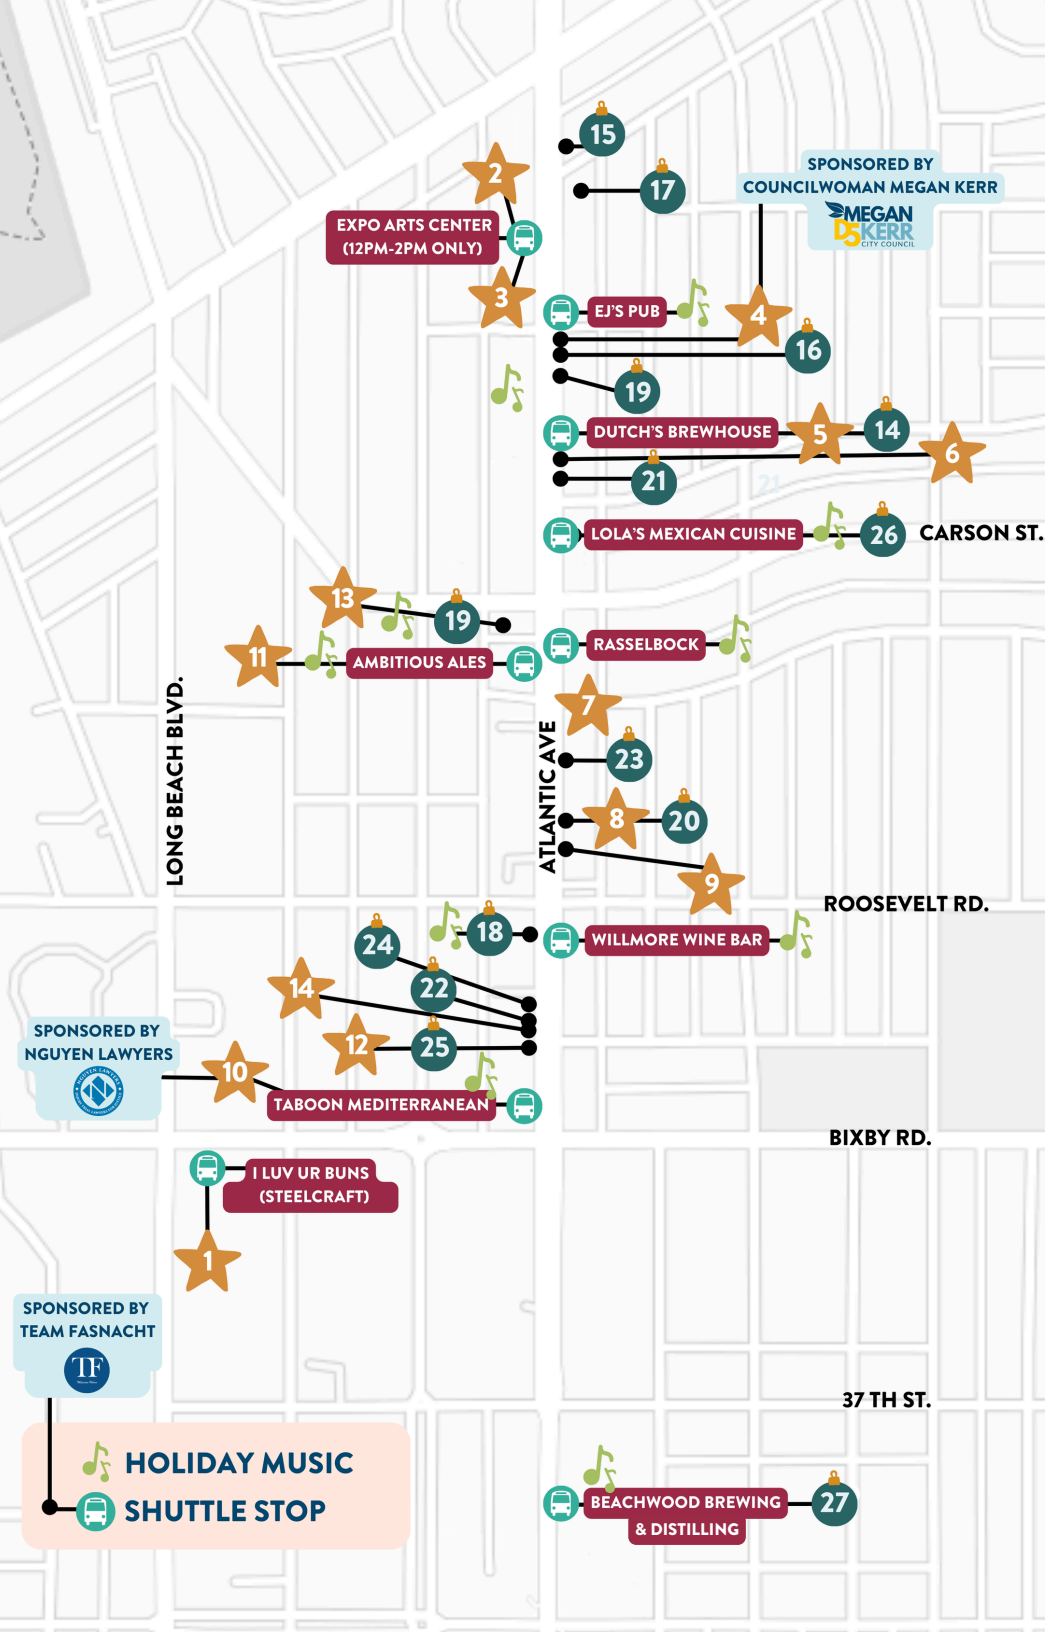 15
SPONSORED BY
COUNCILWOMAN MEGAN KERR
MEGAN
D5 KERR
CITY COUNCIL
2
17
EXPO ARTS CENTER
(12PM-2PM ONLY)
3
EJ'S PUB
4
16
19
DUTCH'S BREWHOUSE
5
14
6
21
21
LOLA'S MEXICAN CUISINE
26
CARSON ST.
13
19
RASSELBOCK
11
AMBITIOUS ALES
7
LONG BEACH BLVD.
ATLANTIC AVE
23
8
20
9
ROOSEVELT RD.
18
WILLMORE WINE BAR
24
22
14
12
25
SPONSORED BY
NGUYEN LAWYERS
NGUYEN LAWYERS
N
10
TABOON MEDITERRANEAN
BIXBY RD.
I LUV UR BUNS
(STEELCRAFT)
1
SPONSORED BY
TEAM FASNACHT
TF
37 TH ST.
HOLIDAY MUSIC
SHUTTLE STOP
BEACHWOOD BREWING
& DISTILLING
27